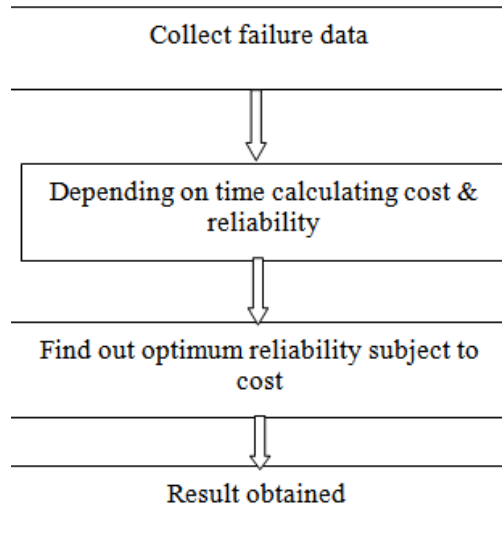 Collect failure data
Depending on time calculating cost &
reliability
Find out optimum reliability subject to
cost
Result obtained